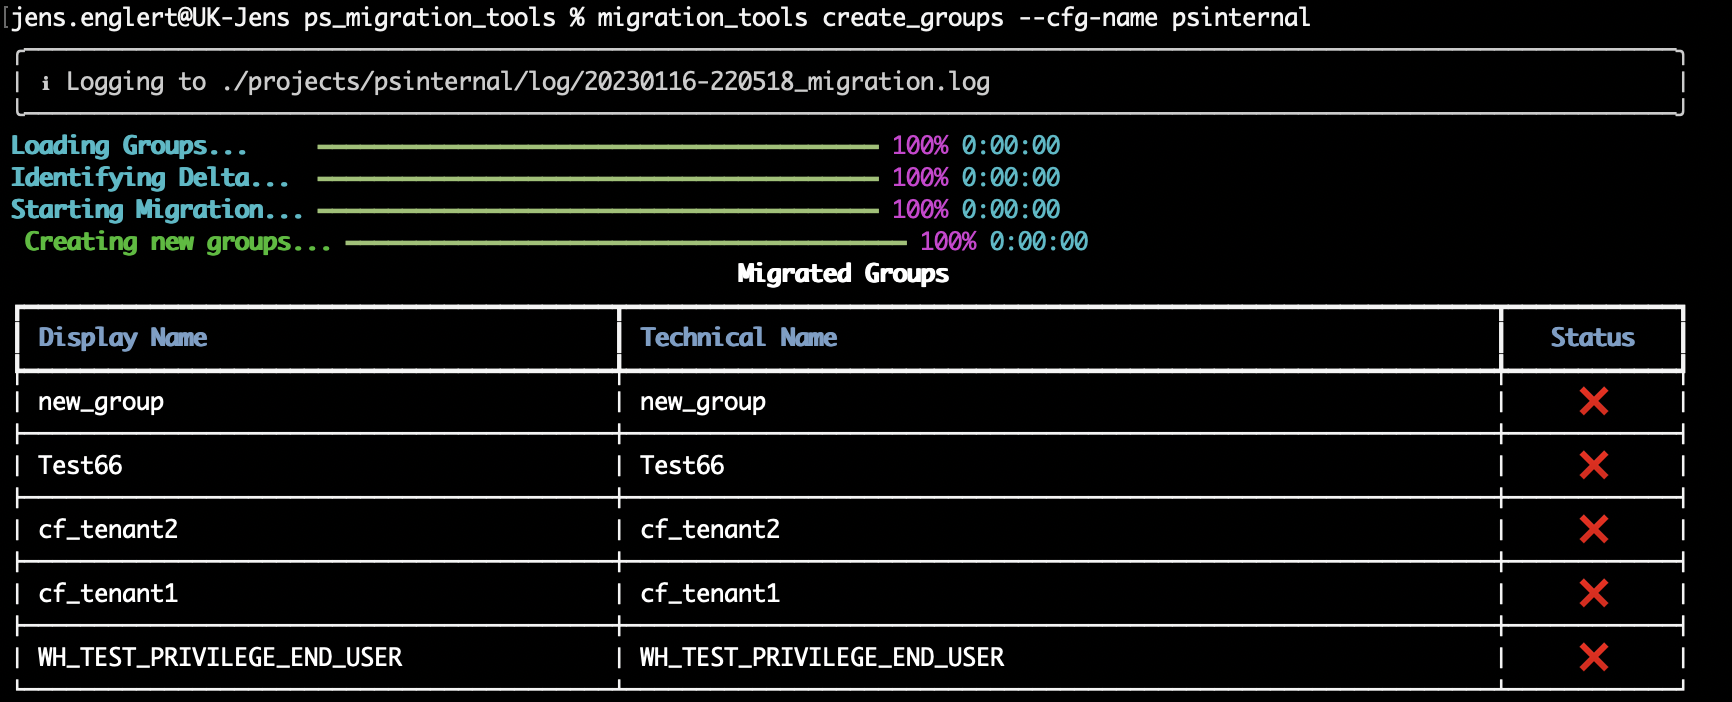 jens.englert@UK-Jens ps_migration_tools % migration_tools create_groups --cfg-name psinternal
ℹ Logging to ./projects/psinternal/log/20230116-220518_migration.log
Loading Groups... 100% 0:00:00
Identifying Delta... 100% 0:00:00
Starting Migration... 100% 0:00:00
Creating new groups... 100% 0:00:00
Migrated Groups
Display Name Technical Name Status
new_group new_group ❌
Test66 Test66 ❌
cf_tenant2 cf_tenant2 ❌
cf_tenant1 cf_tenant1 ❌
WH_TEST_PRIVILEGE_END_USER WH_TEST_PRIVILEGE_END_USER ❌